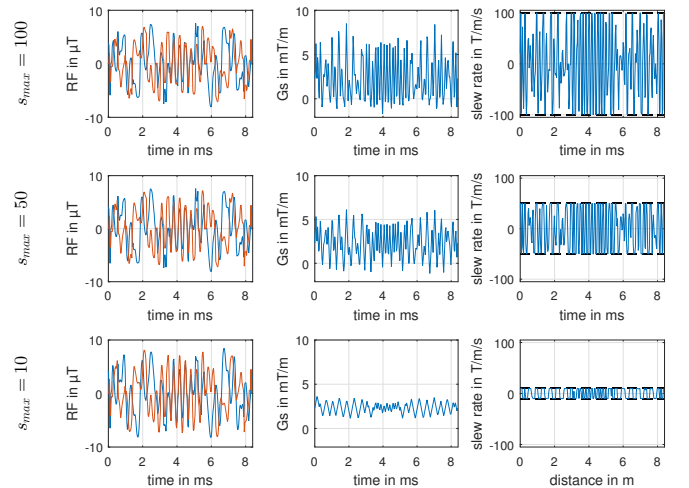 s_max = 100
RF in µT
10
0
-10
0 2 4 6 8
time in ms
Gs in mT/m
10
5
0
0 2 4 6 8
time in ms
slew rate in T/m/s
100
0
-100
0 2 4 6 8
time in ms
s_max = 50
RF in µT
10
0
-10
0 2 4 6 8
time in ms
Gs in mT/m
10
5
0
0 2 4 6 8
time in ms
slew rate in T/m/s
100
0
-100
0 2 4 6 8
time in ms
s_max = 10
RF in µT
10
0
-10
0 2 4 6 8
time in ms
Gs in mT/m
10
5
0
0 2 4 6 8
time in ms
slew rate in T/m/s
100
0
-100
0 2 4 6 8
distance in m